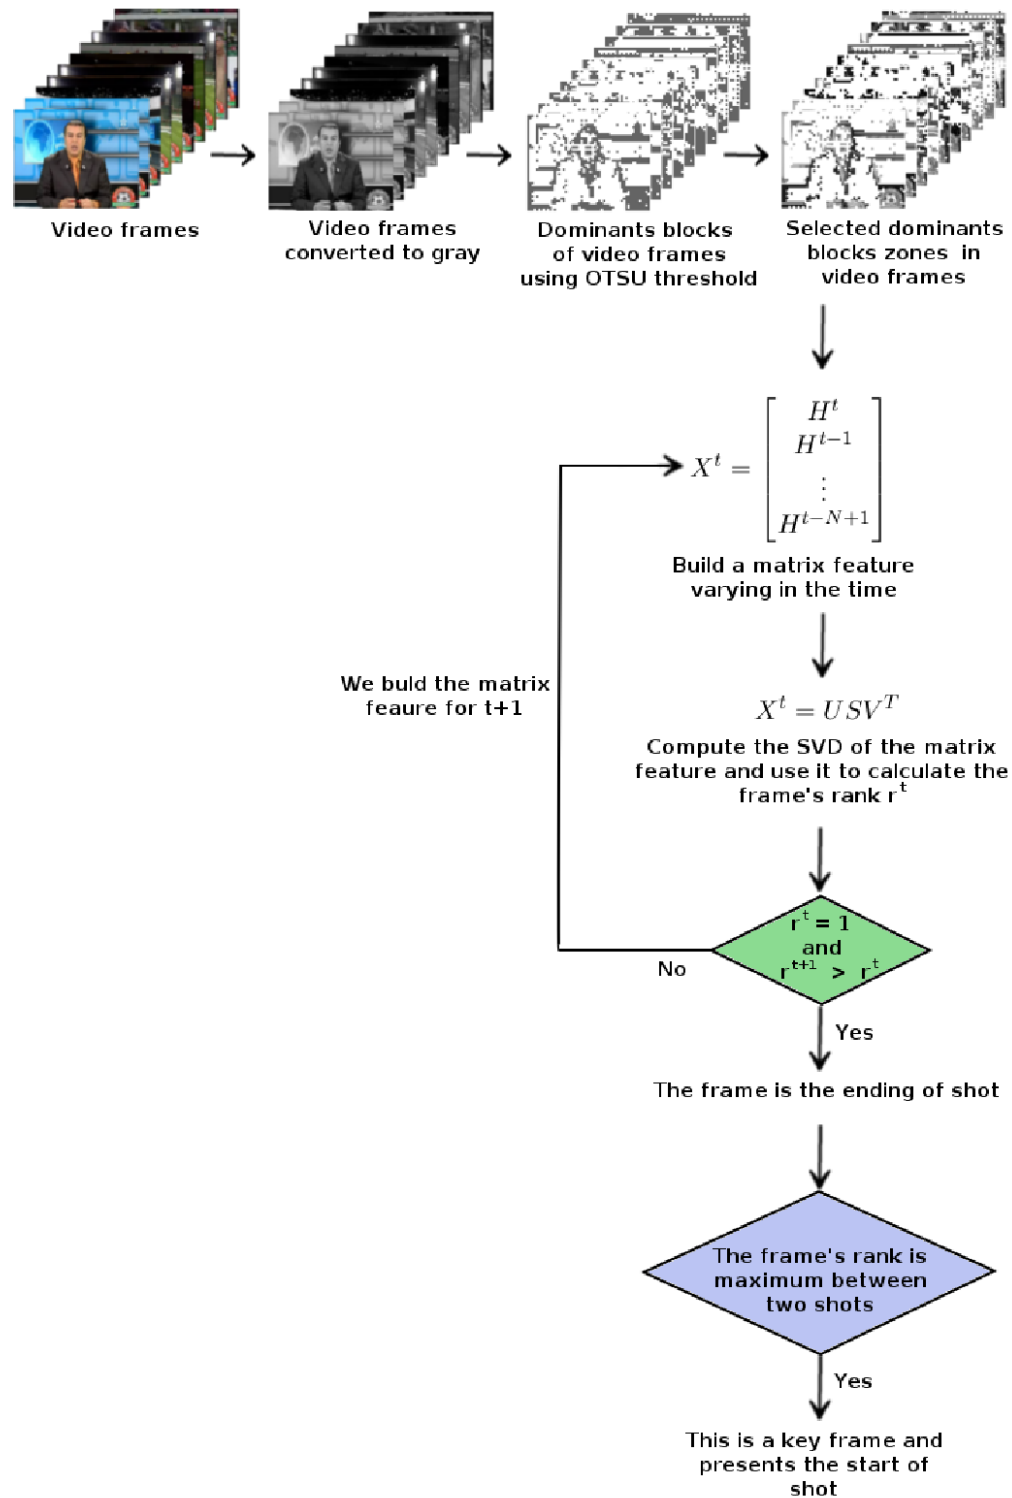 Video frames
Video frames
converted to gray
Dominants blocks
of video frames
using OTSU threshold
Selected dominants
blocks zones in
video frames
X^t = [ H^t
H^{t-1}
⋮
H^{t-N+1} ]
Build a matrix feature
varying in the time
We buld the matrix
feaure for t+1
X^t = USV^T
Compute the SVD of the matrix
feature and use it to calculate the
frame's rank r^t
r^t = 1
and
r^{t+1} > r^t
No
Yes
The frame is the ending of shot
The frame's rank is
maximum between
two shots
Yes
This is a key frame and
presents the start of
shot